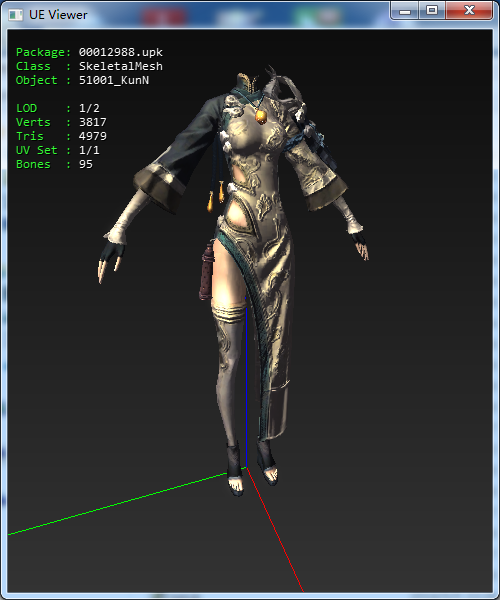 UE Viewer
Package: 00012988.upk
Class : SkeletalMesh
Object : 51001_KunN
LOD : 1/2
Verts : 3817
Tris : 4979
UV Set : 1/1
Bones : 95